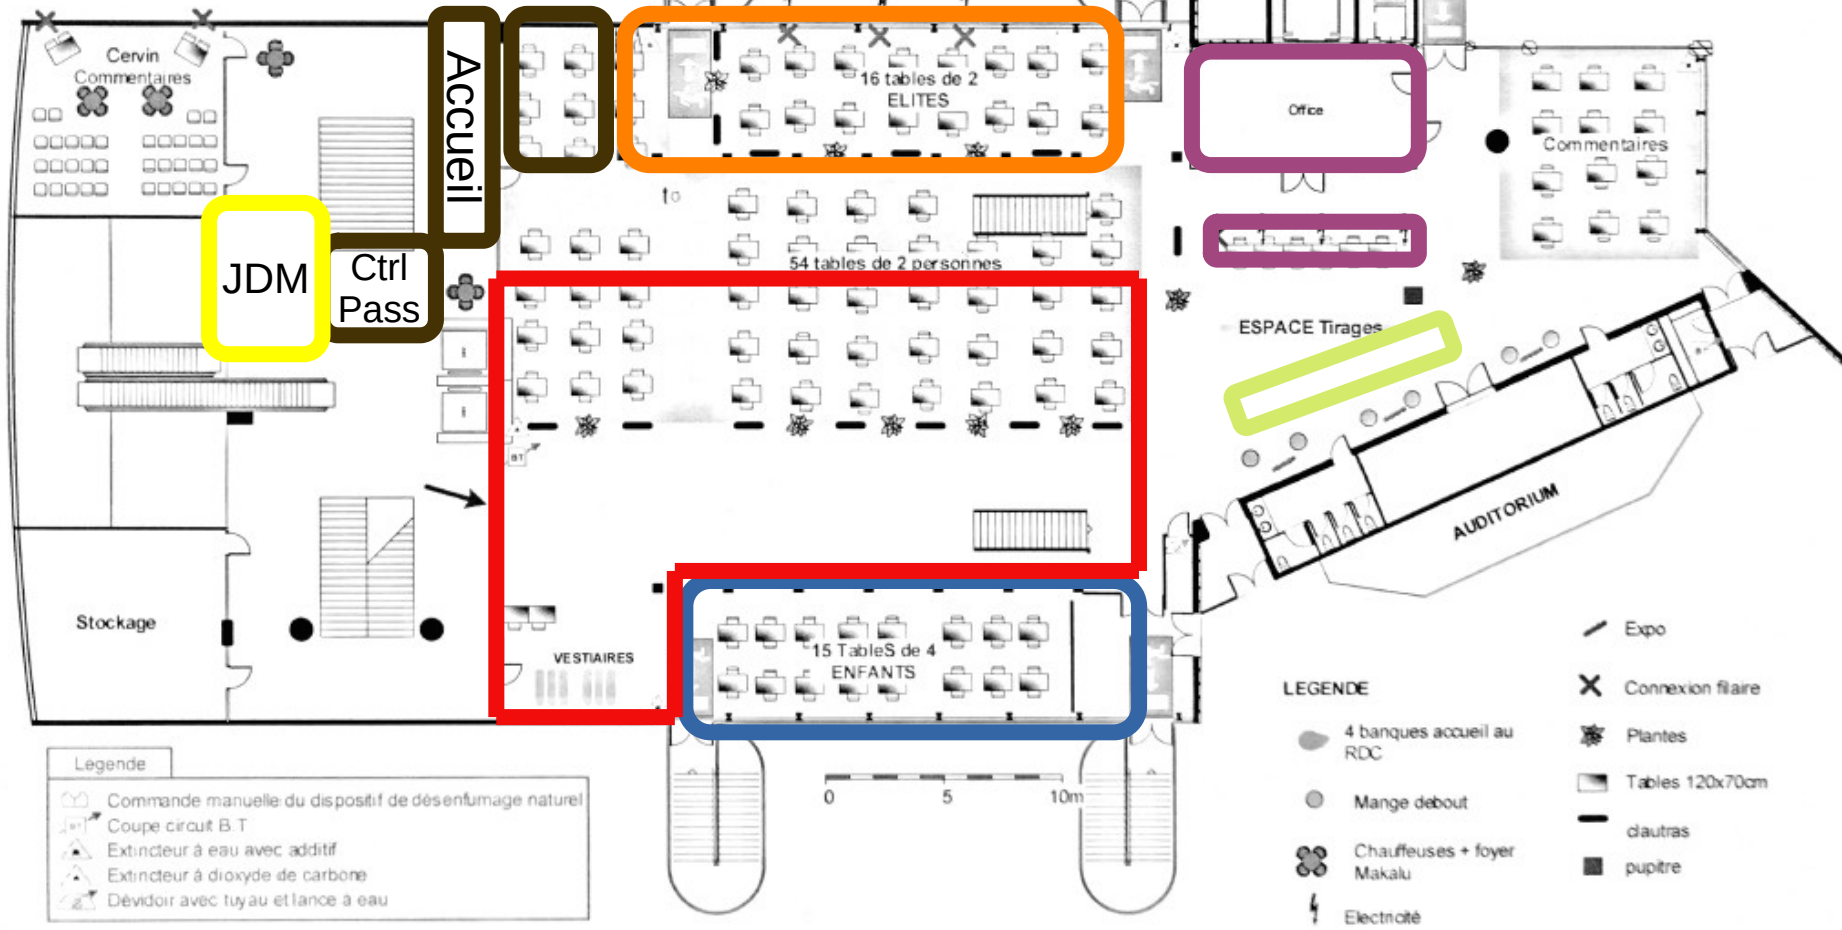 Cervin
Commentaires
Accueil
16 tables de 2
ELITES
Office
Commentaires
to
JDM
Ctrl
Pass
54 tables de 2 personnes
ESPACE Tirages
BT
AUDITORIUM
Stockage
VESTIAIRES
15 TableS de 4
ENFANTS
0 5 10m
Legende
Commande manuelle du dispositif de désenfumage naturel
Coupe circuit B.T
Extincteur à eau avec additif
Extincteur à dioxyde de carbone
Dévidoir avec tuyau et lance à eau
LEGENDE
4 banques accueil au
RDC
Mange debout
Chauffeuses + foyer
Makalu
Electricité
Expo
Connexion filaire
Plantes
Tables 120x70cm
clautras
pupitre